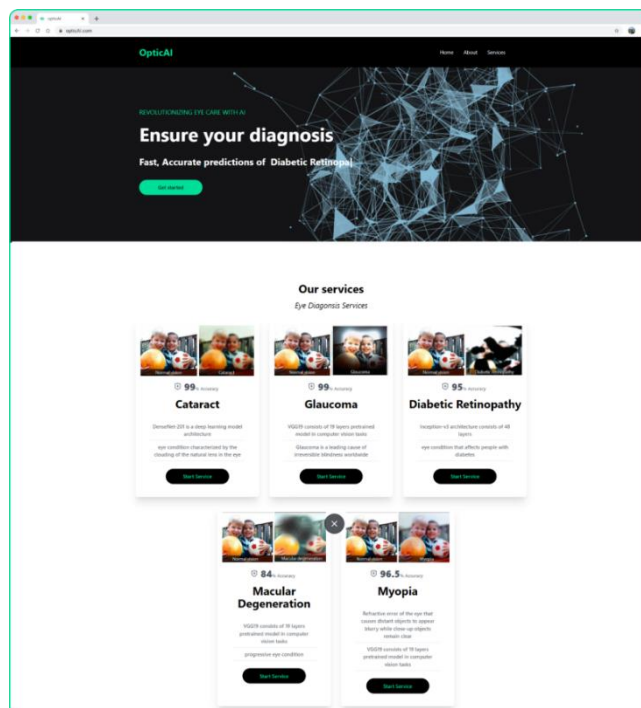 opticAI
opticAI.com
OpticAI
Home About Services
REVOLUTIONIZING EYE CARE WITH AI
Ensure your diagnosis
Fast, Accurate predictions of Diabetic Retinopa|
Get started
Our services
Eye Diagonsis Services
Normal vision Cataract
99% Accuracy
Cataract
DenseNet-201 is a deep learning model
architecture
eye condition characterized by the
clouding of the natural lens in the eye
Start Service
Normal vision Glaucoma
99% Accuracy
Glaucoma
VGG19 consists of 19 layers pretrained
model in computer vision tasks
Glaucoma is a leading cause of
irreversible blindness worldwide
Start Service
Normal vision Diabetic Retinopathy
95% Accuracy
Diabetic Retinopathy
Inception-v3 architecture consists of 48
layers
eye condition that affects people with
diabetes
Start Service
Normal vision Macular degeneration
84% Accuracy
Macular
Degeneration
VGG19 consists of 19 layers
pretrained model in computer
vision tasks
progressive eye condition
Start Service
Normal vision Myopia
96.5% Accuracy
Myopia
Refractive error of the eye that
causes distant objects to appear
blurry while close-up objects
remain clear
VGG19 consists of 19 layers
pretrained model in computer
vision tasks
Start Service